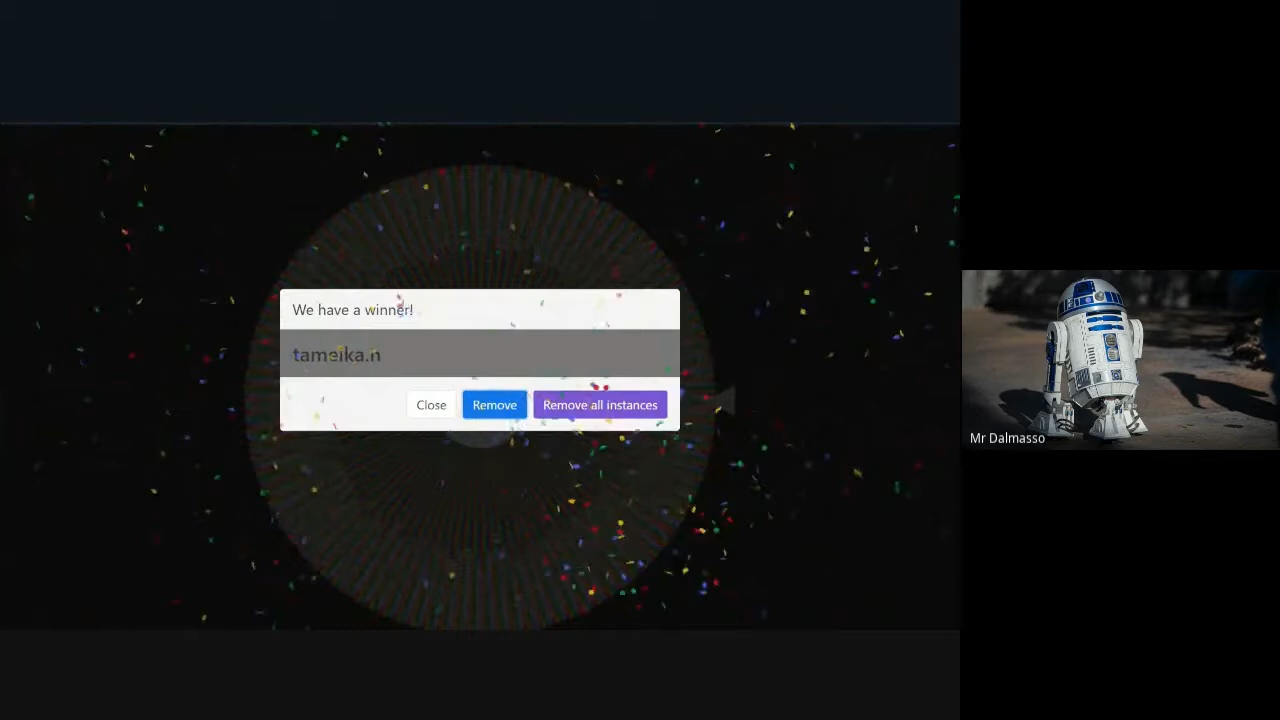 We have a winner!
tameika.n
Close
Remove
Remove all instances
Mr Dalmasso